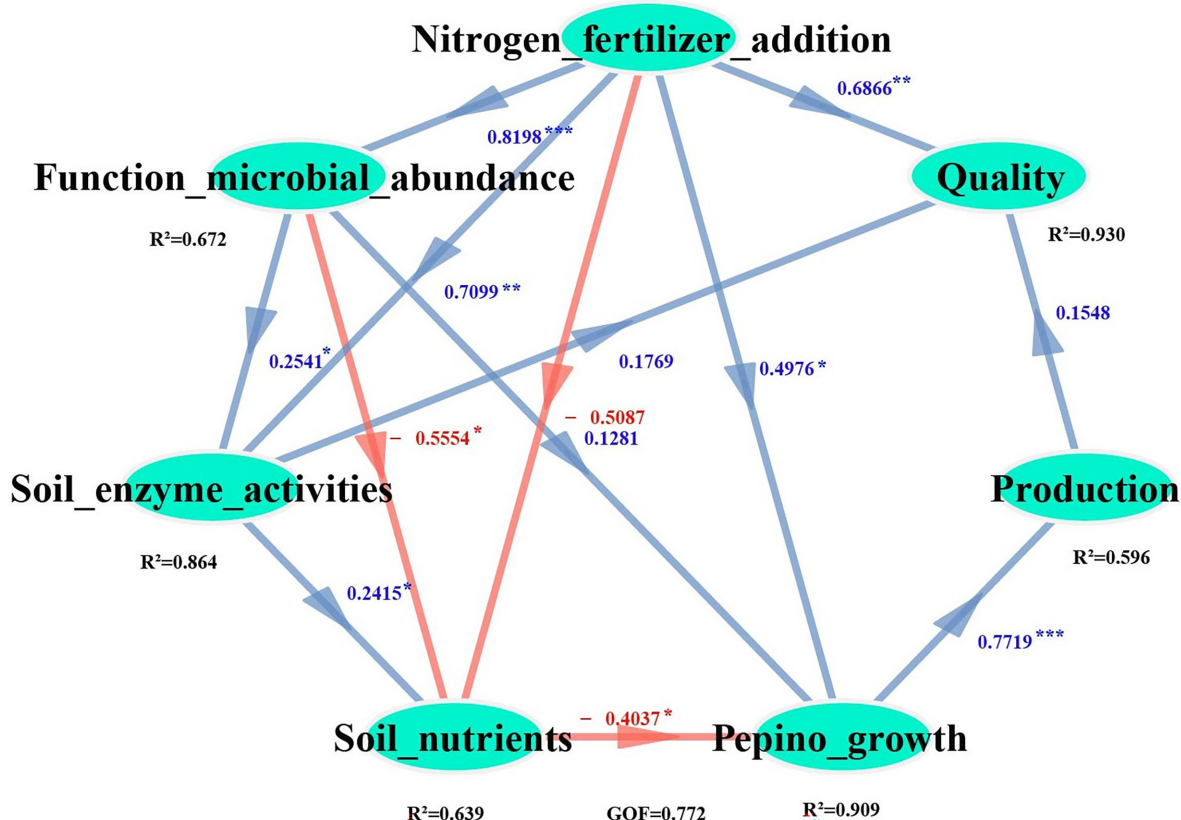 Nitrogen_fertilizer_addition
0.6866**
0.8198***
Function_microbial_abundance
Quality
R²=0.672
R²=0.930
0.7099**
0.1548
0.2541*
0.1769
0.4976*
- 0.5087
- 0.5554*
0.1281
Soil_enzyme_activities
Production
R²=0.864
R²=0.596
0.2415*
0.7719***
- 0.4037*
Soil_nutrients
Pepino_growth
R²=0.639
GOF=0.772
R²=0.909